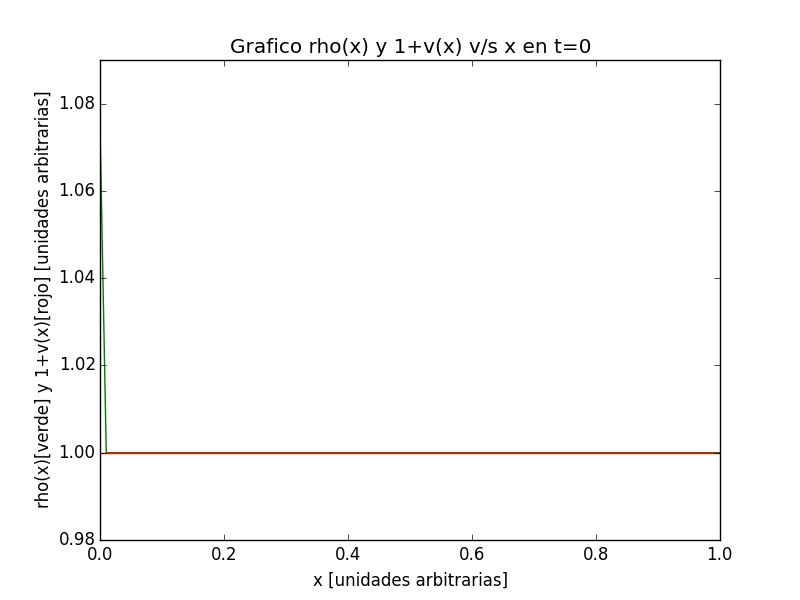 Grafico rho(x) y 1+v(x) v/s x en t=0
rho(x)[verde] y 1+v(x)[rojo] [unidades arbitrarias]
1.08
1.06
1.04
1.02
1.00
0.98
0.0 0.2 0.4 0.6 0.8 1.0
x [unidades arbitrarias]